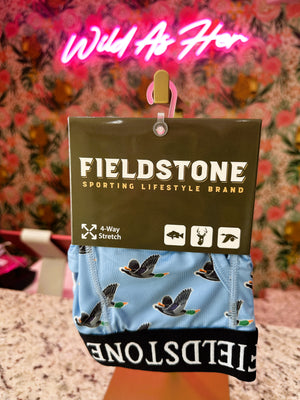 Wild As Her
FIELDSTONE
SPORTING LIFESTYLE BRAND
4-Way
Stretch
FIELDSTONE